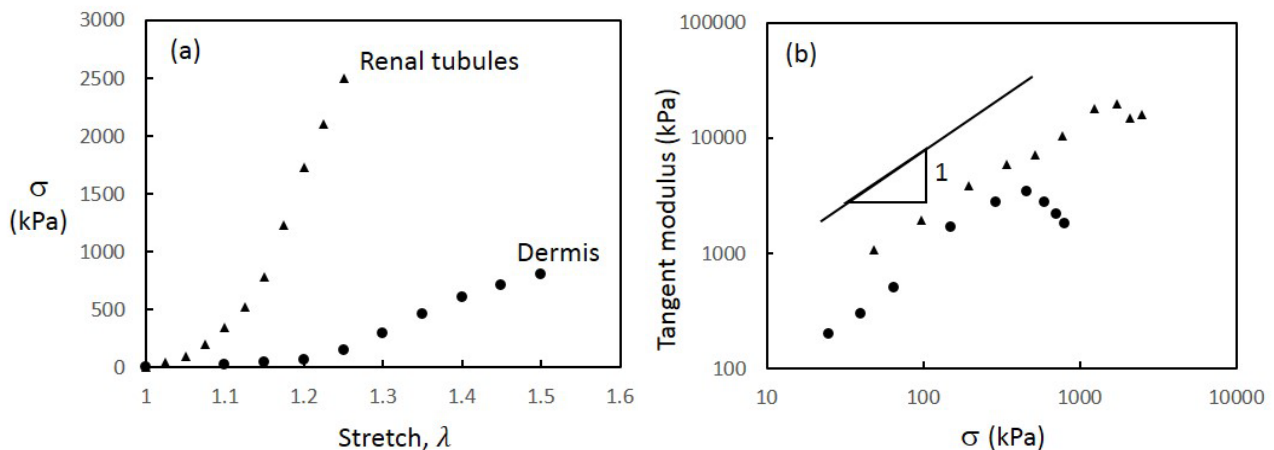 (a)
Renal tubules
Dermis
σ
(kPa)
3000
2500
2000
1500
1000
500
0
1
1.1
1.2
1.3
1.4
1.5
1.6
Stretch, λ
(b)
1
Tangent modulus (kPa)
100000
10000
1000
100
10
100
1000
10000
σ (kPa)